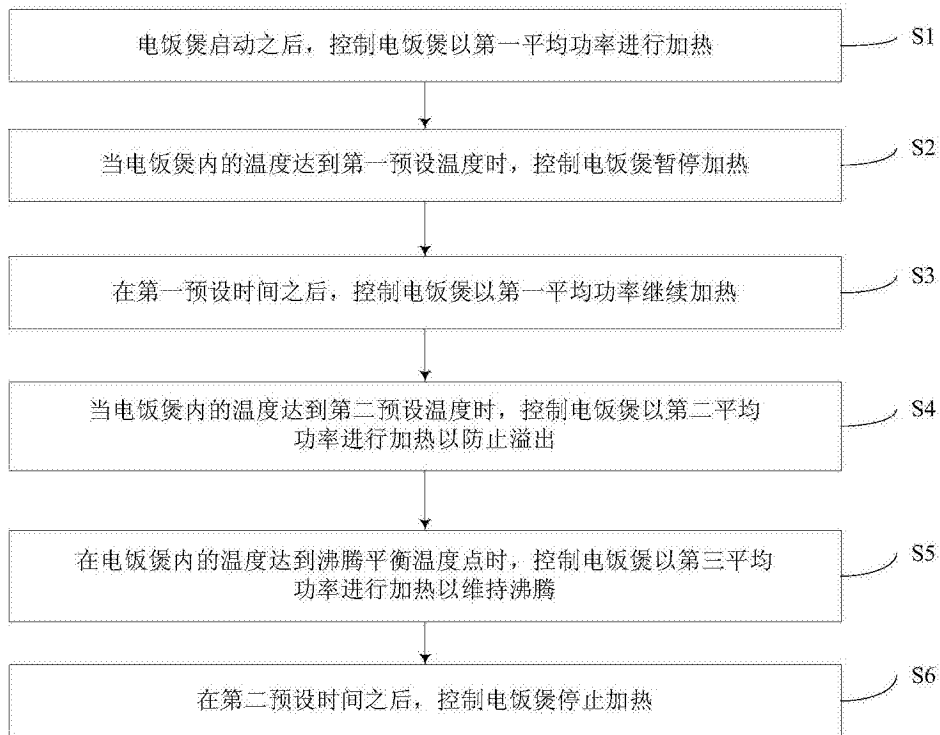 电饭煲启动之后，控制电饭煲以第一平均功率进行加热
S1
当电饭煲内的温度达到第一预设温度时，控制电饭煲暂停加热
S2
在第一预设时间之后，控制电饭煲以第一平均功率继续加热
S3
当电饭煲内的温度达到第二预设温度时，控制电饭煲以第二平均
功率进行加热以防止溢出
S4
在电饭煲内的温度达到沸腾平衡温度点时，控制电饭煲以第三平均
功率进行加热以维持沸腾
S5
在第二预设时间之后，控制电饭煲停止加热
S6